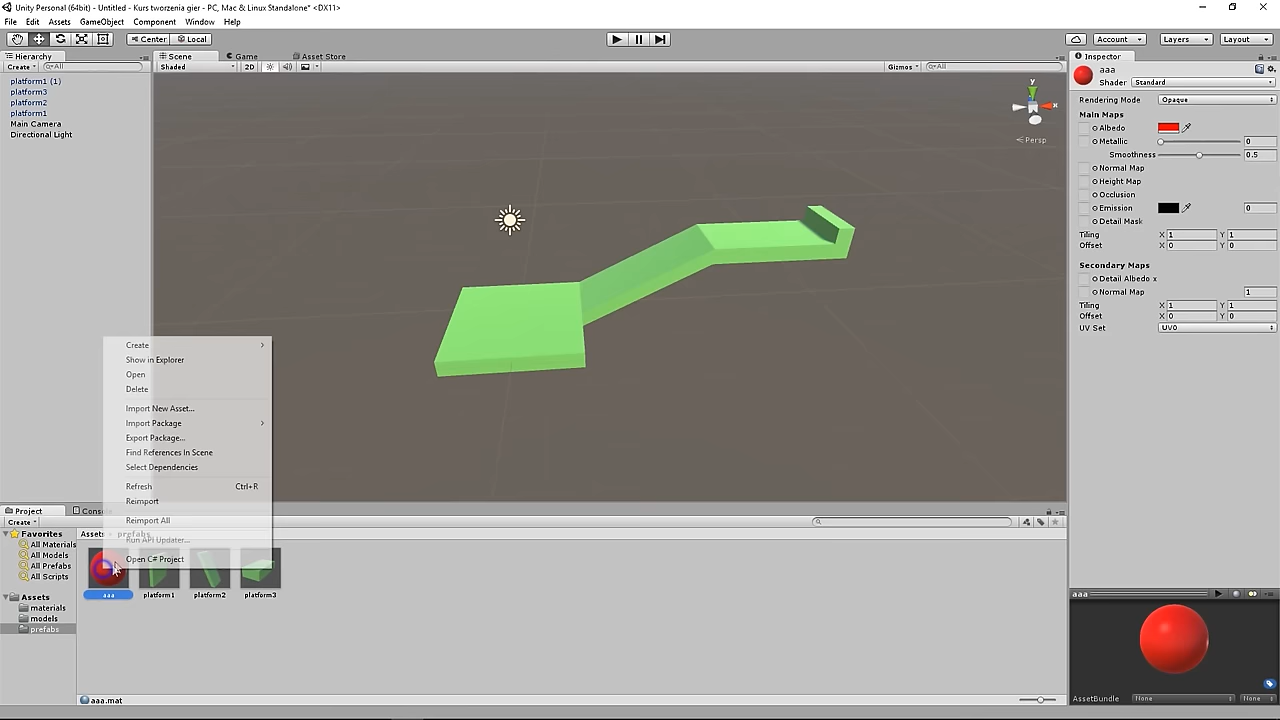 Unity Personal (64bit) - Untitled - Kurs tworzenia gier - PC, Mac & Linux Standalone* <DX11>
File Edit Assets GameObject Component Window Help
Center Local Account Layers Layout
Hierarchy
Create All
platform1 (1)
platform3
platform2
platform1
Main Camera
Directional Light
Scene Game Asset Store
Shaded 2D Gizmos All
y
x
Persp
Inspector
aaa
Shader Standard
Rendering Mode Opaque
Main Maps
Albedo
Metallic 0
Smoothness 0.5
Normal Map
Height Map
Occlusion
Emission 0
Detail Mask
Tiling X 1 Y 1
Offset X 0 Y 0
Secondary Maps
Detail Albedo x
Normal Map 1
Tiling X 1 Y 1
Offset X 0 Y 0
UV Set UV0
Create
Show in Explorer
Open
Delete
Import New Asset...
Import Package
Export Package...
Find References In Scene
Select Dependencies
Refresh Ctrl+R
Reimport
Reimport All
Run API Updater...
Open C# Project
Project Console
Create
Favorites
All Materials
All Models
All Prefabs
All Scripts
Assets
materials
models
prefabs
Assets prefabs
aaa platform1 platform2 platform3
aaa.mat
aaa
AssetBundle None None